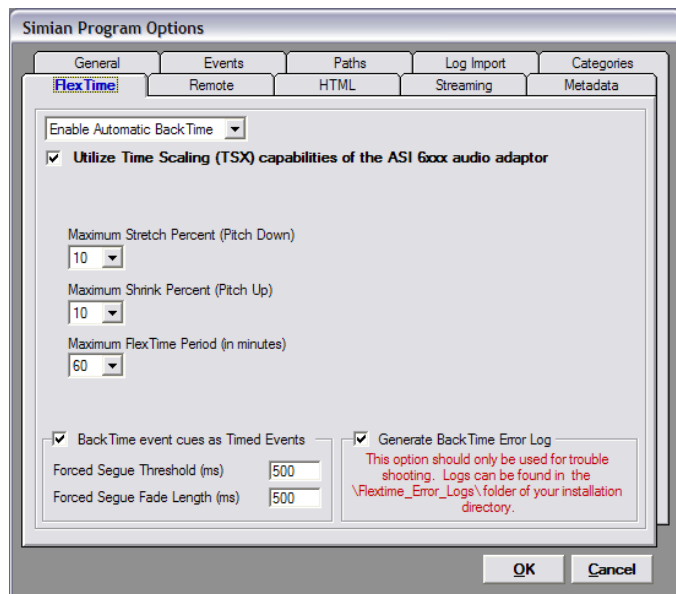 Simian Program Options
General Events Paths Log Import Categories
FlexTime Remote HTML Streaming Metadata
Enable Automatic BackTime
Utilize Time Scaling (TSX) capabilities of the ASI 6xxx audio adaptor
Maximum Stretch Percent (Pitch Down)
10
Maximum Shrink Percent (Pitch Up)
10
Maximum FlexTime Period (in minutes)
60
BackTime event cues as Timed Events
Forced Segue Threshold (ms) 500
Forced Segue Fade Length (ms) 500
Generate BackTime Error Log
This option should only be used for trouble
shooting. Logs can be found in the
\Flextime_Error_Logs\ folder of your installation
directory.
OK Cancel